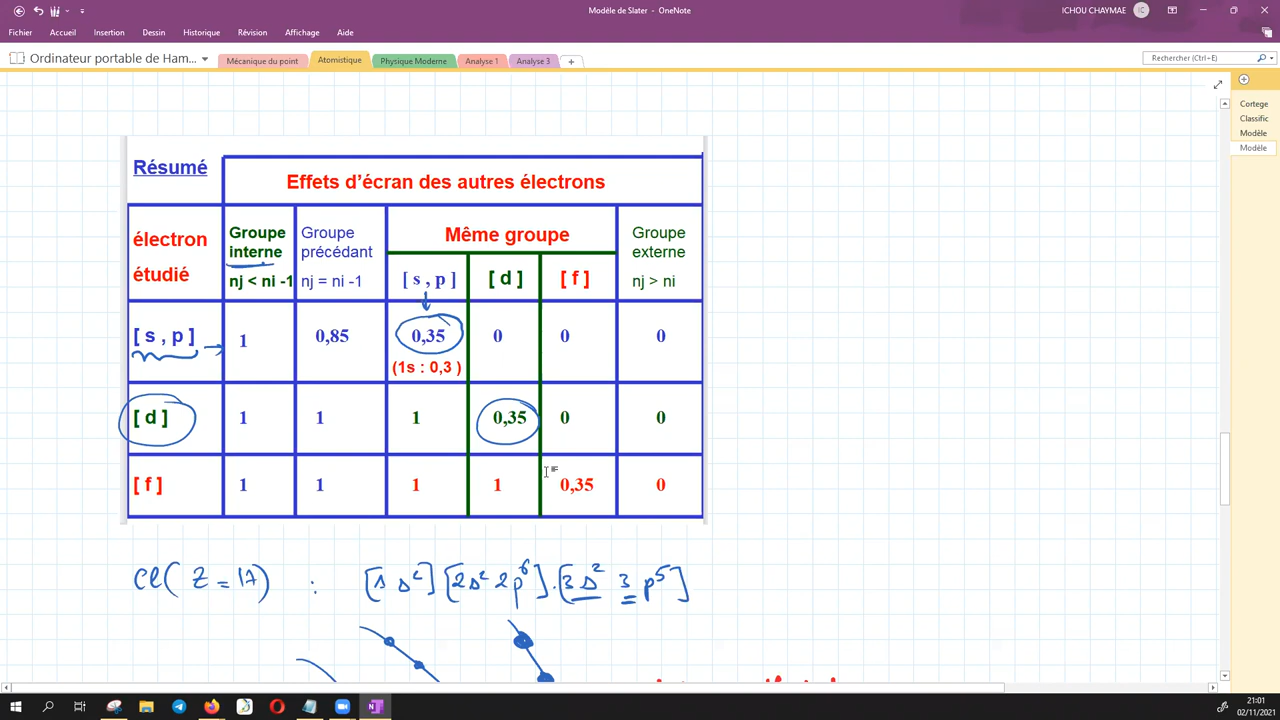 Modèle de Slater - OneNote
ICHOU CHAYMAE
IC
Fichier Accueil Insertion Dessin Historique Révision Affichage Aide
Ordinateur portable de Ham...
Mécanique du point
Atomistique
Physique Moderne
Analyse 1
Analyse 3
Rechercher (Ctrl+E)
Cortege
Classific
Modèle
Modèle
Résumé
Effets d’écran des autres électrons
électron
étudié
Groupe
interne
nj < ni -1
Groupe
précédant
nj = ni -1
Même groupe
[ s , p ] [ d ] [ f ]
Groupe
externe
nj > ni
[ s , p ] 1 0,85 0,35 0 0 0
(1s : 0,3 )
[ d ] 1 1 1 0,35 0 0
[ f ] 1 1 1 1 0,35 0
Cl( Z = 17) : [1s²] [2s² 2p⁶].[3s² 3p⁵]
21:01
02/11/2021